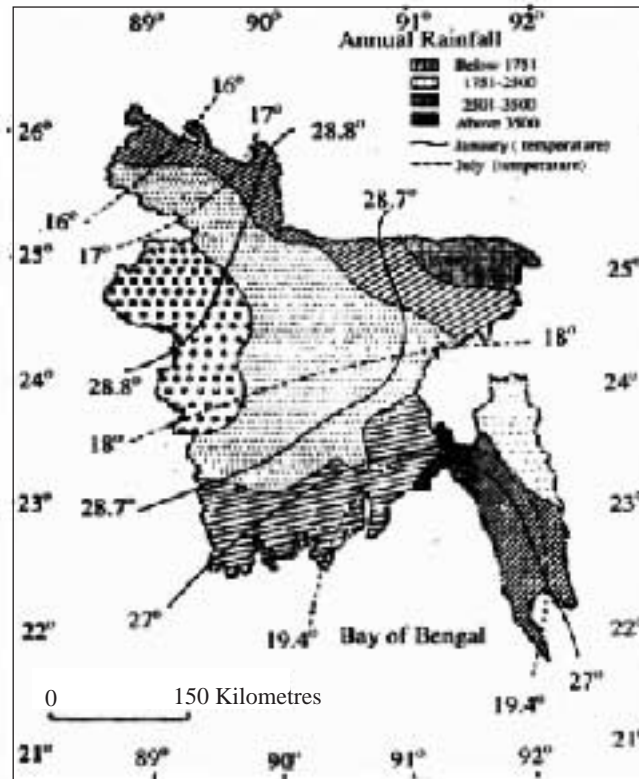 89° 90° 91° 92°
Annual Rainfall
Below 1751
1751-2500
2501-3500
Above 3500
January ( temperature)
July (temperature)
16°
17°
28.8°
26° 26°
28.7°
16°
25° 17° 25°
18°
24° 28.8° 24°
18°
23° 28.7° 23°
27°
22° 19.4° Bay of Bengal 22°
27°
19.4°
0 150 Kilometres
21° 89° 90° 91° 92° 21°